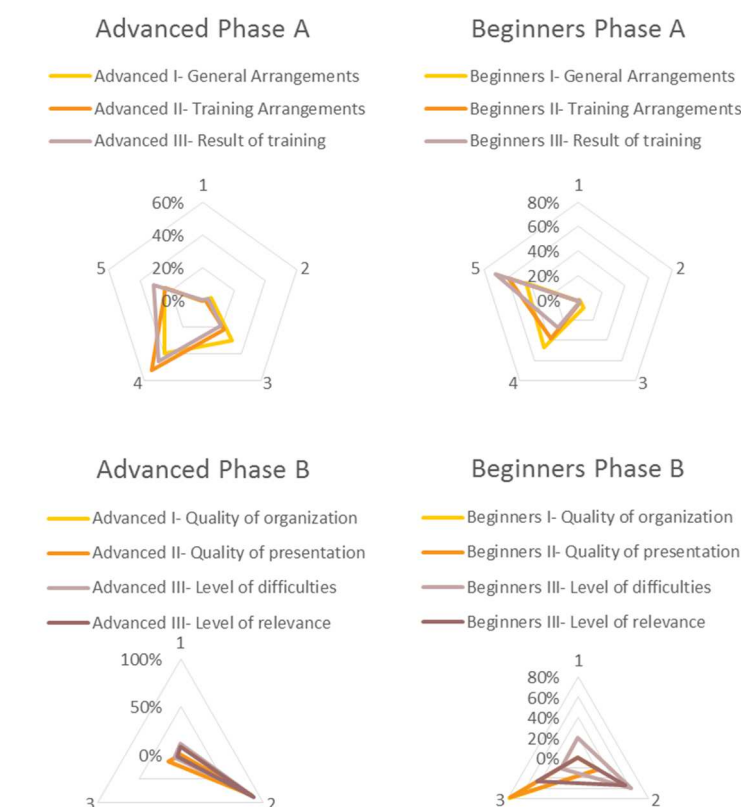 Advanced Phase A
Advanced I- General Arrangements
Advanced II- Training Arrangements
Advanced III- Result of training
1
60%
40%
20%
0%
2
3
4
5
Beginners Phase A
Beginners I- General Arrangements
Beginners II- Training Arrangements
Beginners III- Result of training
1
80%
60%
40%
20%
0%
2
3
4
5
Advanced Phase B
Advanced I- Quality of organization
Advanced II- Quality of presentation
Advanced III- Level of difficulties
Advanced III- Level of relevance
1
100%
50%
0%
2
3
Beginners Phase B
Beginners I- Quality of organization
Beginners II- Quality of presentation
Beginners III- Level of difficulties
Beginners III- Level of relevance
1
80%
60%
40%
20%
0%
2
3